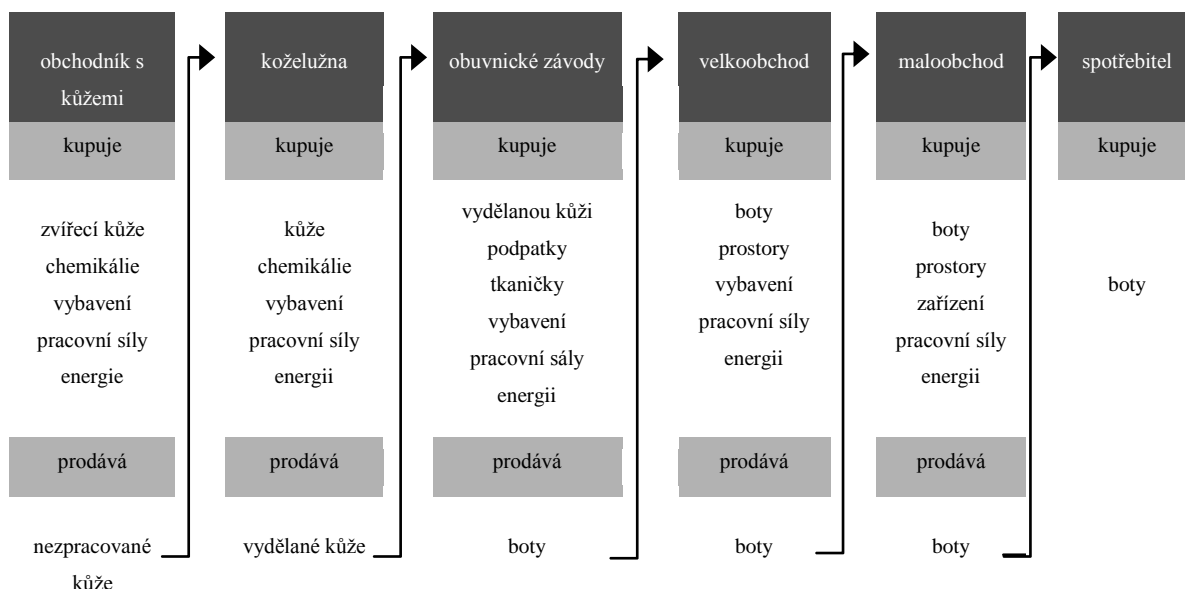 obchodník s
kůžemi
kupuje
zvířecí kůže
chemikálie
vybavení
pracovní síly
energie
prodává
nezpracované
kůže
koželužna
kupuje
kůže
chemikálie
vybavení
pracovní síly
energii
prodává
vydělané kůže
obuvnické závody
kupuje
vydělanou kůži
podpatky
tkaničky
vybavení
pracovní sály
energii
prodává
boty
velkoobchod
kupuje
boty
prostory
vybavení
pracovní síly
energii
prodává
boty
maloobchod
kupuje
boty
prostory
zařízení
pracovní síly
energii
prodává
boty
spotřebitel
kupuje
boty